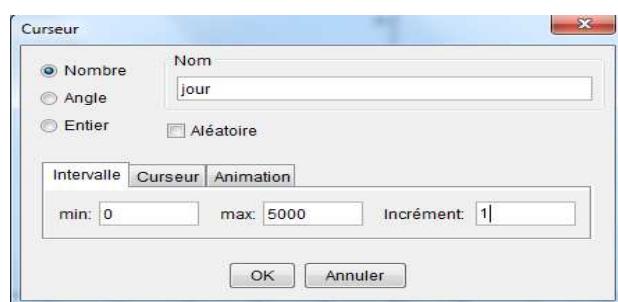 Curseur
Nombre
Nom
jour
Angle
Entier
Aléatoire
Intervalle Curseur Animation
min: 0 max: 5000 Incrément: 1
OK Annuler